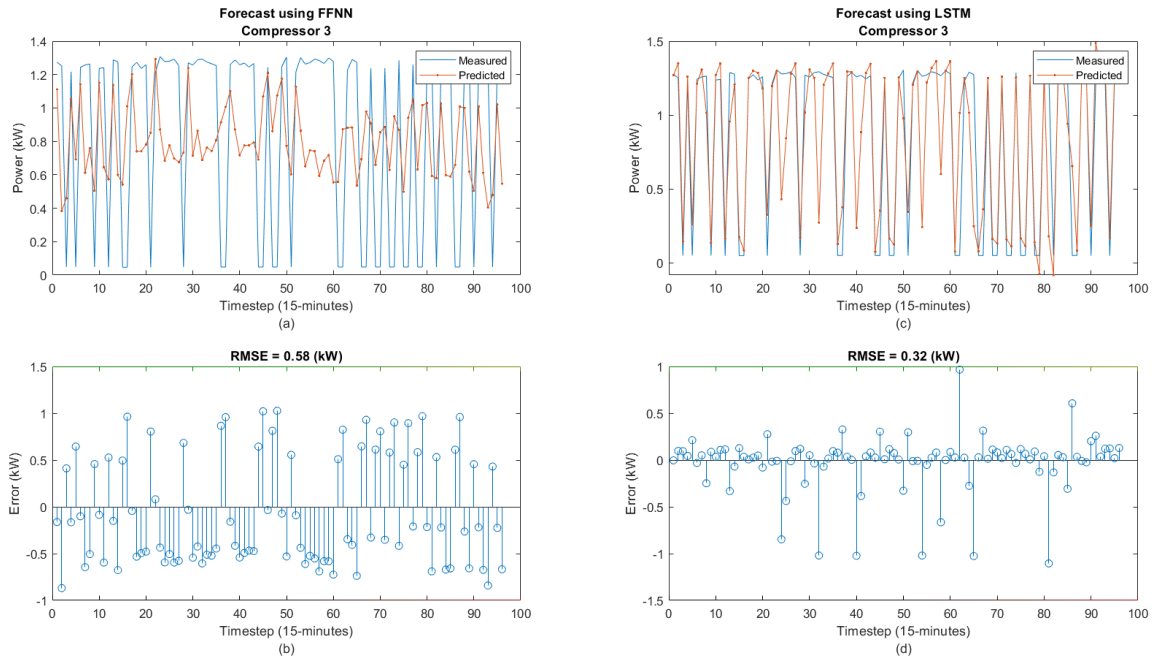 Forecast using FFNN
Compressor 3
1.4
1.2
1
0.8
0.6
0.4
0.2
0
Power (kW)
Measured
Predicted
0 10 20 30 40 50 60 70 80 90 100
Timestep (15-minutes)
(a)
Forecast using LSTM
Compressor 3
1.5
1
0.5
0
Power (kW)
Measured
Predicted
0 10 20 30 40 50 60 70 80 90 100
Timestep (15-minutes)
(c)
RMSE = 0.58 (kW)
1.5
1
0.5
0
-0.5
-1
Error (kW)
0 10 20 30 40 50 60 70 80 90 100
Timestep (15-minutes)
(b)
RMSE = 0.32 (kW)
1
0.5
0
-0.5
-1
-1.5
Error (kW)
0 10 20 30 40 50 60 70 80 90 100
Timestep (15-minutes)
(d)